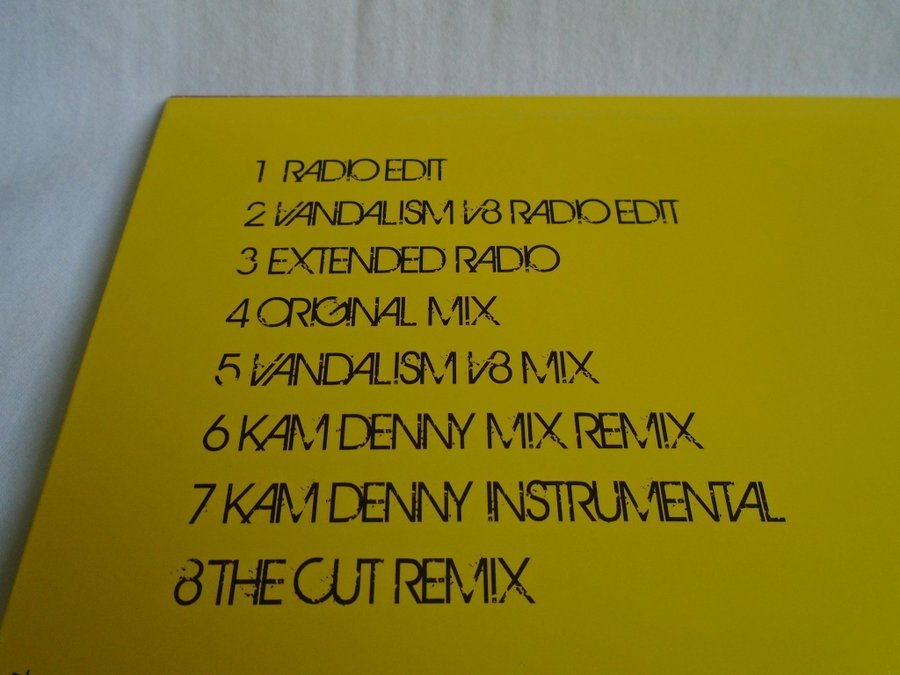 1 RADIO EDIT
2 VANDALISM V8 RADIO EDIT
3 EXTENDED RADIO
4 ORIGINAL MIX
5 VANDALISM V8 MIX
6 KAM DENNY MIX REMIX
7 KAM DENNY INSTRUMENTAL
8 THE CUT REMIX